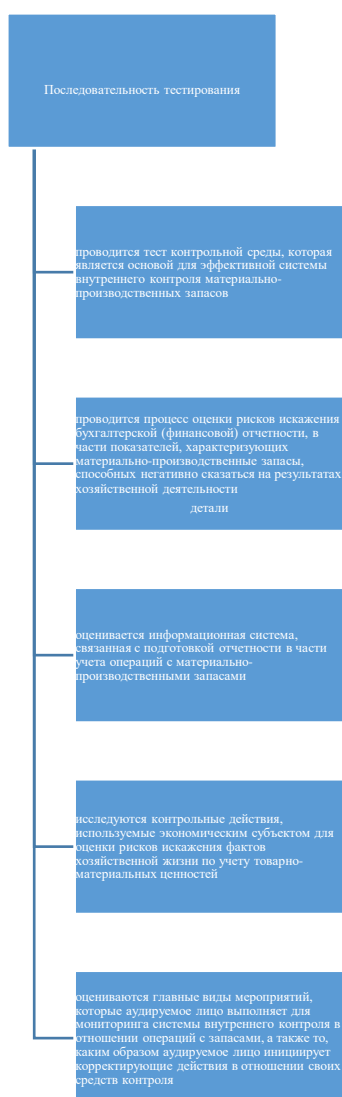 Последовательность тестирования
проводится тест контрольной среды, которая
является основой для эффективной системы
внутреннего контроля материально-
производственных запасов
проводится процесс оценки рисков искажения
бухгалтерской (финансовой) отчетности, в
части показателей, характеризующих
материально-производственные запасы,
способных негативно сказаться на результатах
хозяйственной деятельности
детали
оценивается информационная система,
связанная с подготовкой отчетности в части
учета операций с материально-
производственными запасами
исследуются контрольные действия,
используемые экономическим субъектом для
оценки рисков искажения фактов
хозяйственной жизни по учету товарно-
материальных ценностей
оцениваются главные виды мероприятий,
которые аудируемое лицо выполняет для
мониторинга системы внутреннего контроля в
отношении операций с запасами, а также то,
каким образом аудируемое лицо инициирует
корректирующие действия в отношении своих
средств контроля